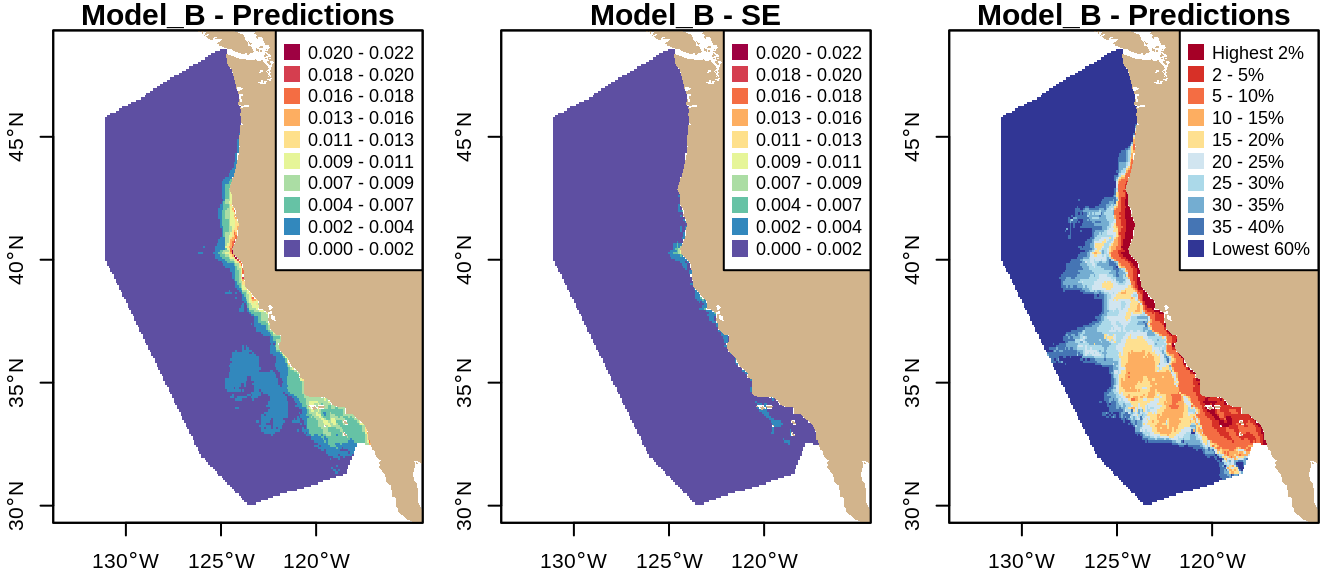 Model_B - Predictions
0.020 - 0.022
0.018 - 0.020
0.016 - 0.018
0.013 - 0.016
0.011 - 0.013
0.009 - 0.011
0.007 - 0.009
0.004 - 0.007
0.002 - 0.004
0.000 - 0.002
45°N
40°N
35°N
30°N
130°W 125°W 120°W
Model_B - SE
0.020 - 0.022
0.018 - 0.020
0.016 - 0.018
0.013 - 0.016
0.011 - 0.013
0.009 - 0.011
0.007 - 0.009
0.004 - 0.007
0.002 - 0.004
0.000 - 0.002
45°N
40°N
35°N
30°N
130°W 125°W 120°W
Model_B - Predictions
Highest 2%
2 - 5%
5 - 10%
10 - 15%
15 - 20%
20 - 25%
25 - 30%
30 - 35%
35 - 40%
Lowest 60%
45°N
40°N
35°N
30°N
130°W 125°W 120°W